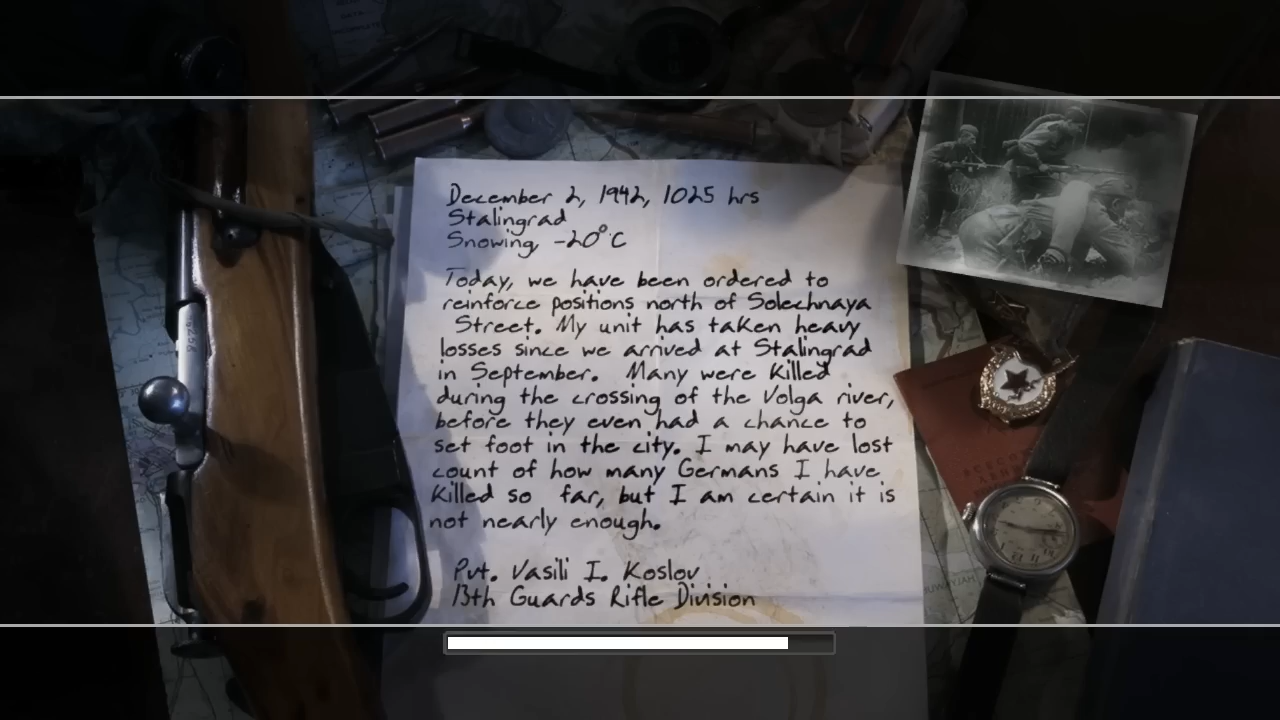 December 2, 1942, 1025 hrs
Stalingrad
Snowing, -20°C
Today, we have been ordered to
reinforce positions north of Solechnaya
Street. My unit has taken heavy
losses since we arrived at Stalingrad
in September. Many were killed
during the crossing of the Volga river,
before they even had a chance to
set foot in the city. I may have lost
count of how many Germans I have
killed so far, but I am certain it is
not nearly enough.
Pvt. Vasili I. Koslov
13th Guards Rifle Division